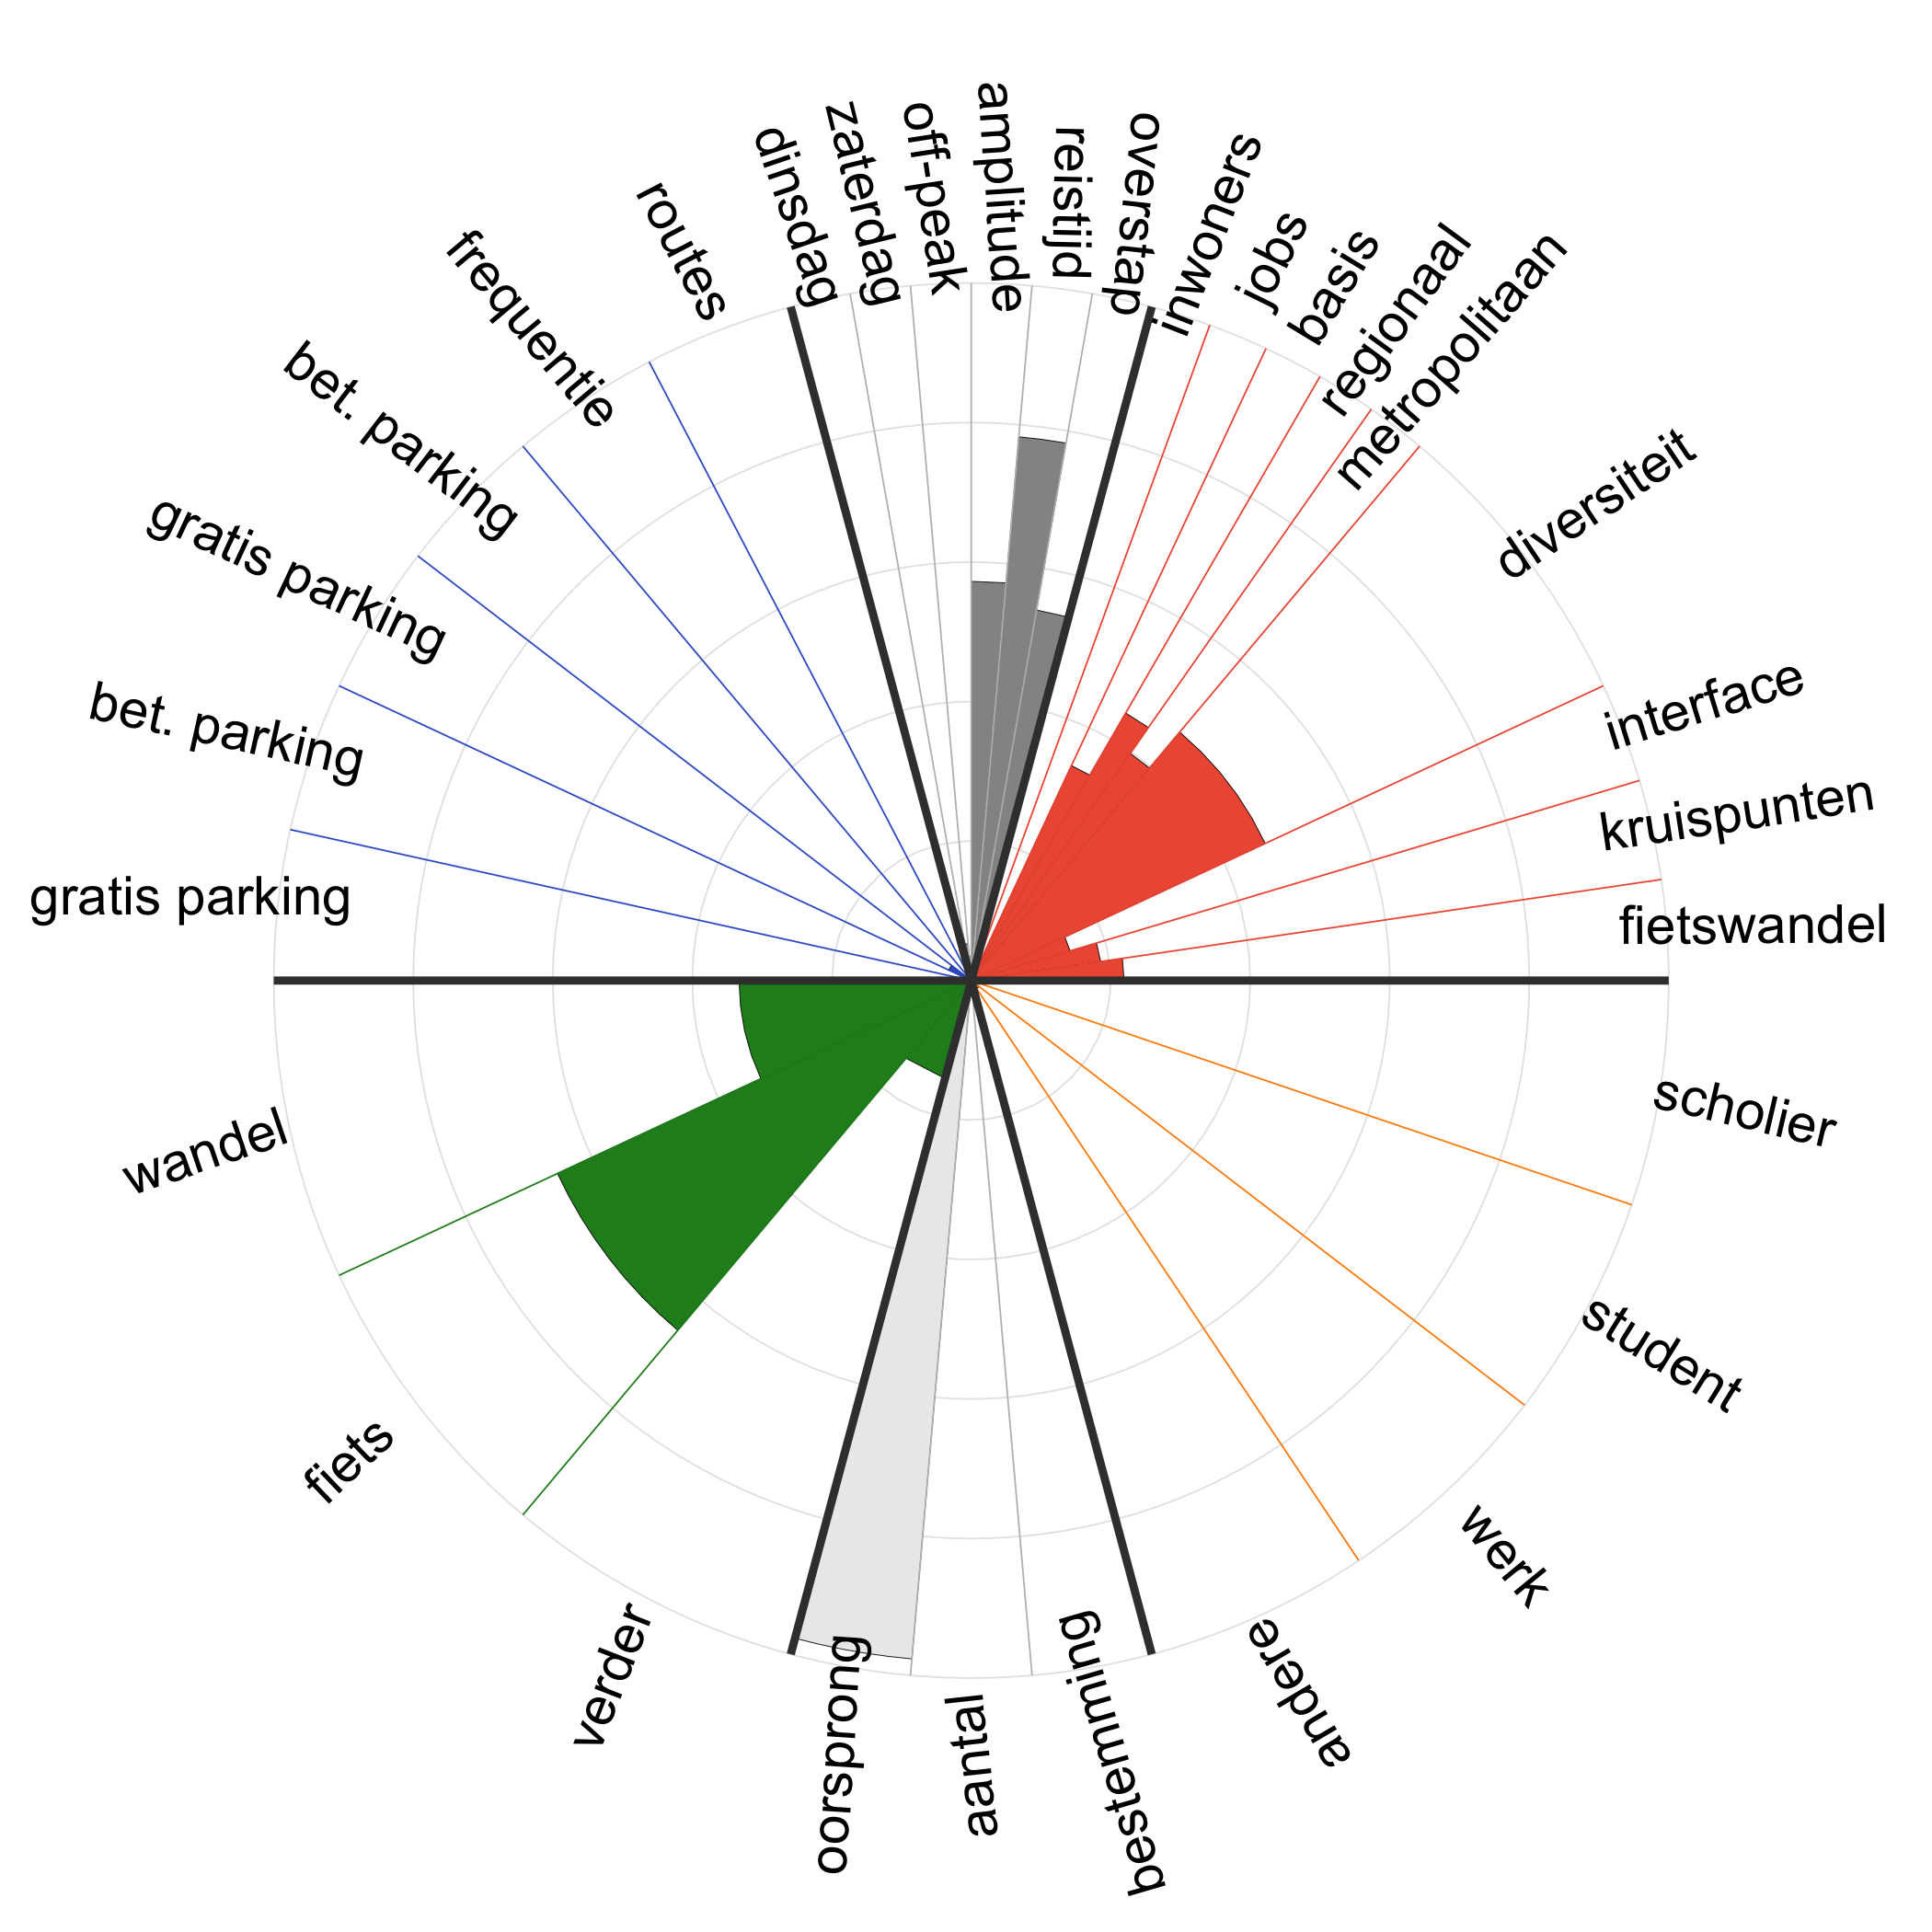 dinsdag
zaterdag
off-peak
amplitude
reistijd
overstap
inwoners
jobs
basis
regionaal
metropolitaan
diversiteit
interface
kruispunten
fietswandel
scholier
student
werk
andere
bestemming
aantal
oorsprong
verder
fiets
wandel
gratis parking
bet. parking
gratis parking
bet. parking
frequentie
routes